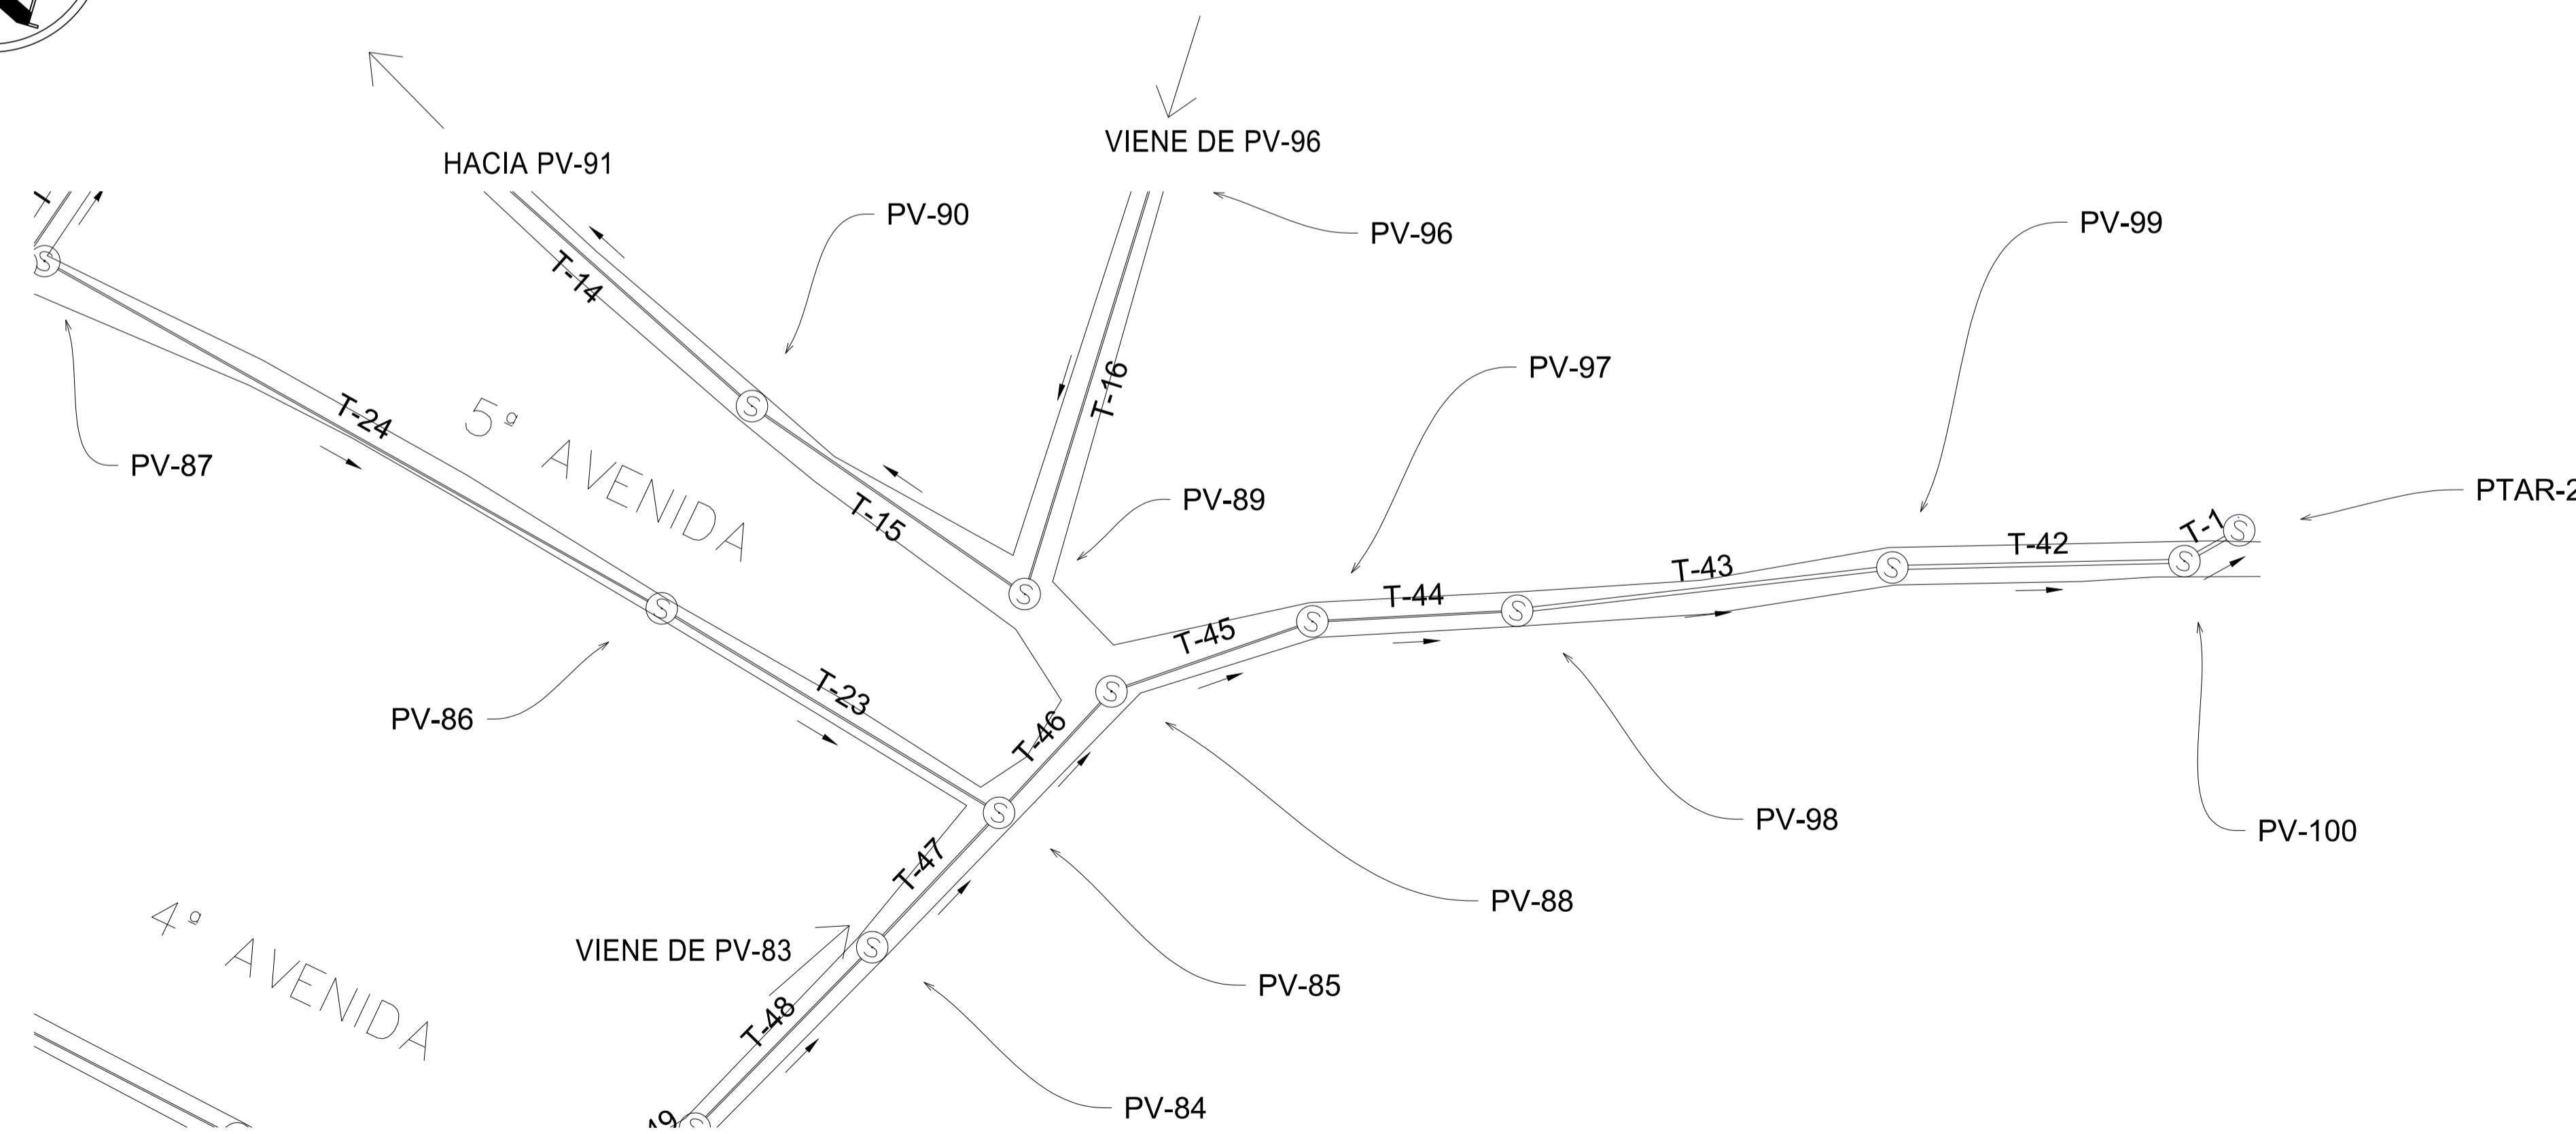 VIENE DE PV-96
HACIA PV-91
PV-90
PV-96
PV-99
T-14
T-16
PV-97
T-24
5ª AVENIDA
PV-87
PV-89
PTAR-2
T-15
T-1
T-42
T-43
T-44
T-45
T-23
PV-86
T-46
PV-98
PV-100
T-47
PV-88
4ª AVENIDA
VIENE DE PV-83
PV-85
T-48
PV-84
49
S
S
S
S
S
S
S
S
S
S
S
S